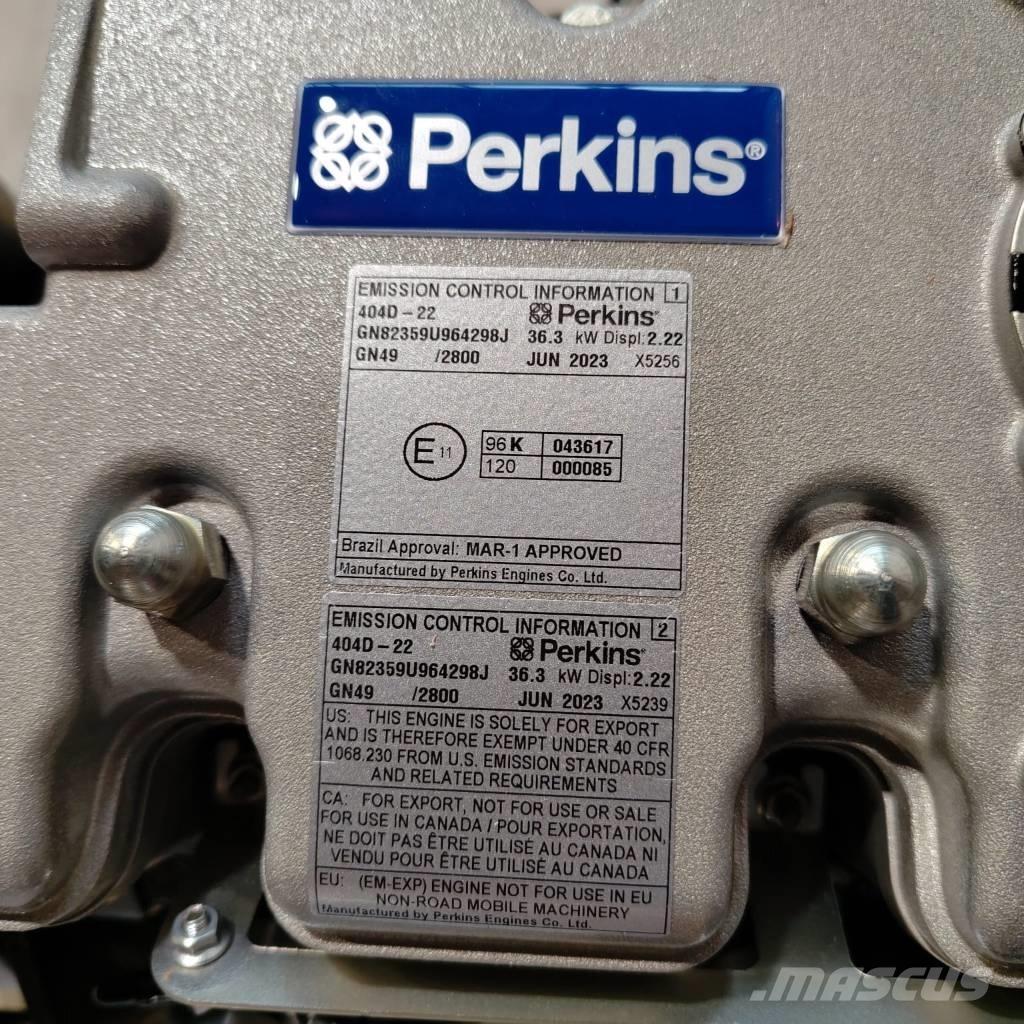 Perkins®
EMISSION CONTROL INFORMATION 1
404D-22 Perkins®
GN82359U964298J 36.3 kW Displ: 2.22
GN49 /2800 JUN 2023 X5256
E 11
96 K 043617
120 000085
Brazil Approval: MAR-1 APPROVED
Manufactured by Perkins Engines Co. Ltd.
EMISSION CONTROL INFORMATION 2
404D-22 Perkins®
GN82359U964298J 36.3 kW Displ: 2.22
GN49 /2800 JUN 2023 X5239
US: THIS ENGINE IS SOLELY FOR EXPORT
AND IS THEREFORE EXEMPT UNDER 40 CFR
1068.230 FROM U.S. EMISSION STANDARDS
AND RELATED REQUIREMENTS
CA: FOR EXPORT, NOT FOR USE OR SALE
FOR USE IN CANADA / POUR EXPORTATION,
NE DOIT PAS ÊTRE UTILISÉ AU CANADA NI
VENDU POUR ÊTRE UTILISÉ AU CANADA
EU: (EM-EXP) ENGINE NOT FOR USE IN EU
NON-ROAD MOBILE MACHINERY
Manufactured by Perkins Engines Co. Ltd.
MASCUS